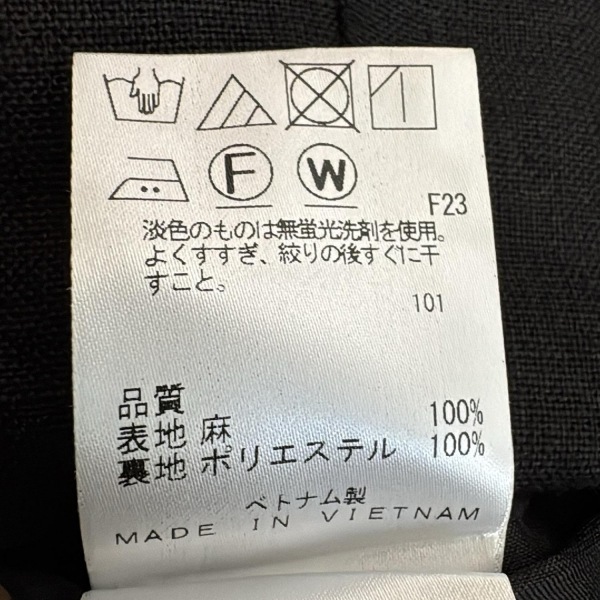 F W
F23
淡色のものは無蛍光洗剤を使用。
よくすすぎ、絞りの後すぐに干
すこと。
101
品質
表地 麻 100%
裏地 ポリエステル 100%
ベトナム製
MADE IN VIETNAM